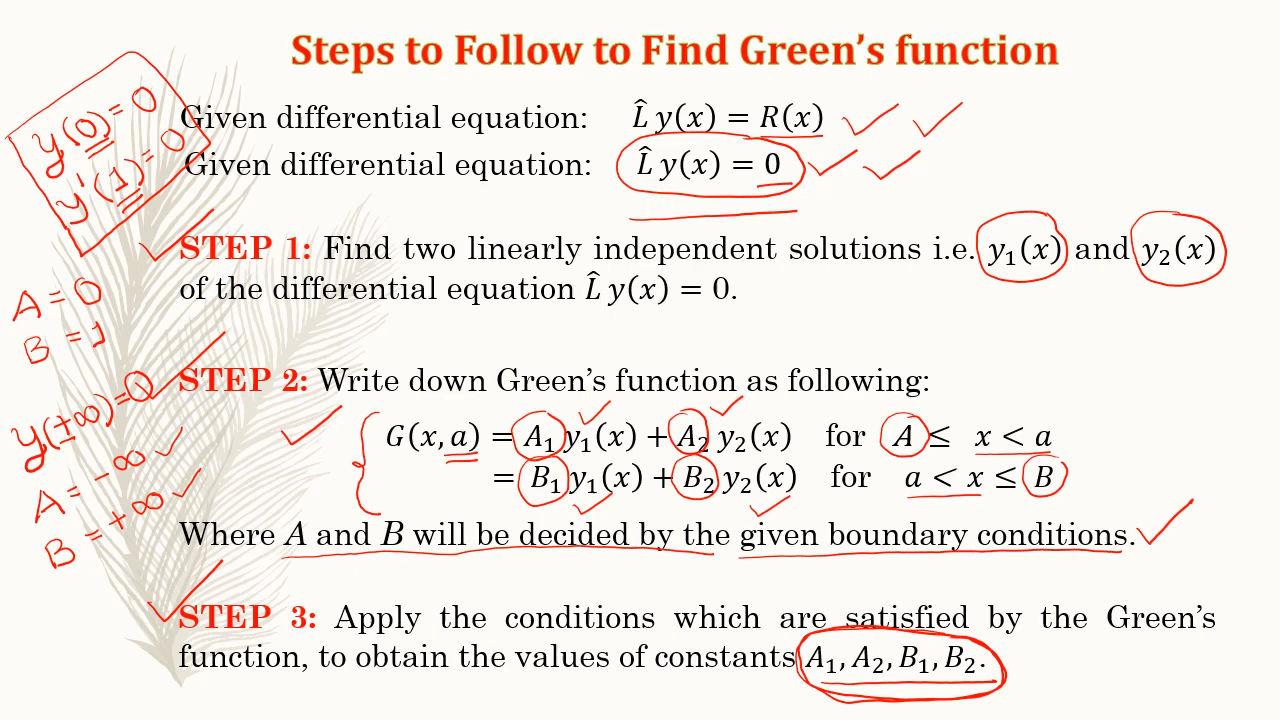 Steps to Follow to Find Green's function
Given differential equation: L̂ y(x) = R(x)
Given differential equation: L̂ y(x) = 0
y(0) = 0
y'(1) = 0
STEP 1: Find two linearly independent solutions i.e. y₁(x) and y₂(x)
of the differential equation L̂ y(x) = 0.
A = 0
B = 1
STEP 2: Write down Green's function as following:
G(x, a) = A₁y₁(x) + A₂ y₂(x) for A ≤ x < a
= B₁y₁(x) + B₂ y₂(x) for a < x ≤ B
y(±∞) = 0
A = -∞
B = +∞
Where A and B will be decided by the given boundary conditions.
STEP 3: Apply the conditions which are satisfied by the Green's
function, to obtain the values of constants A₁, A₂, B₁, B₂.